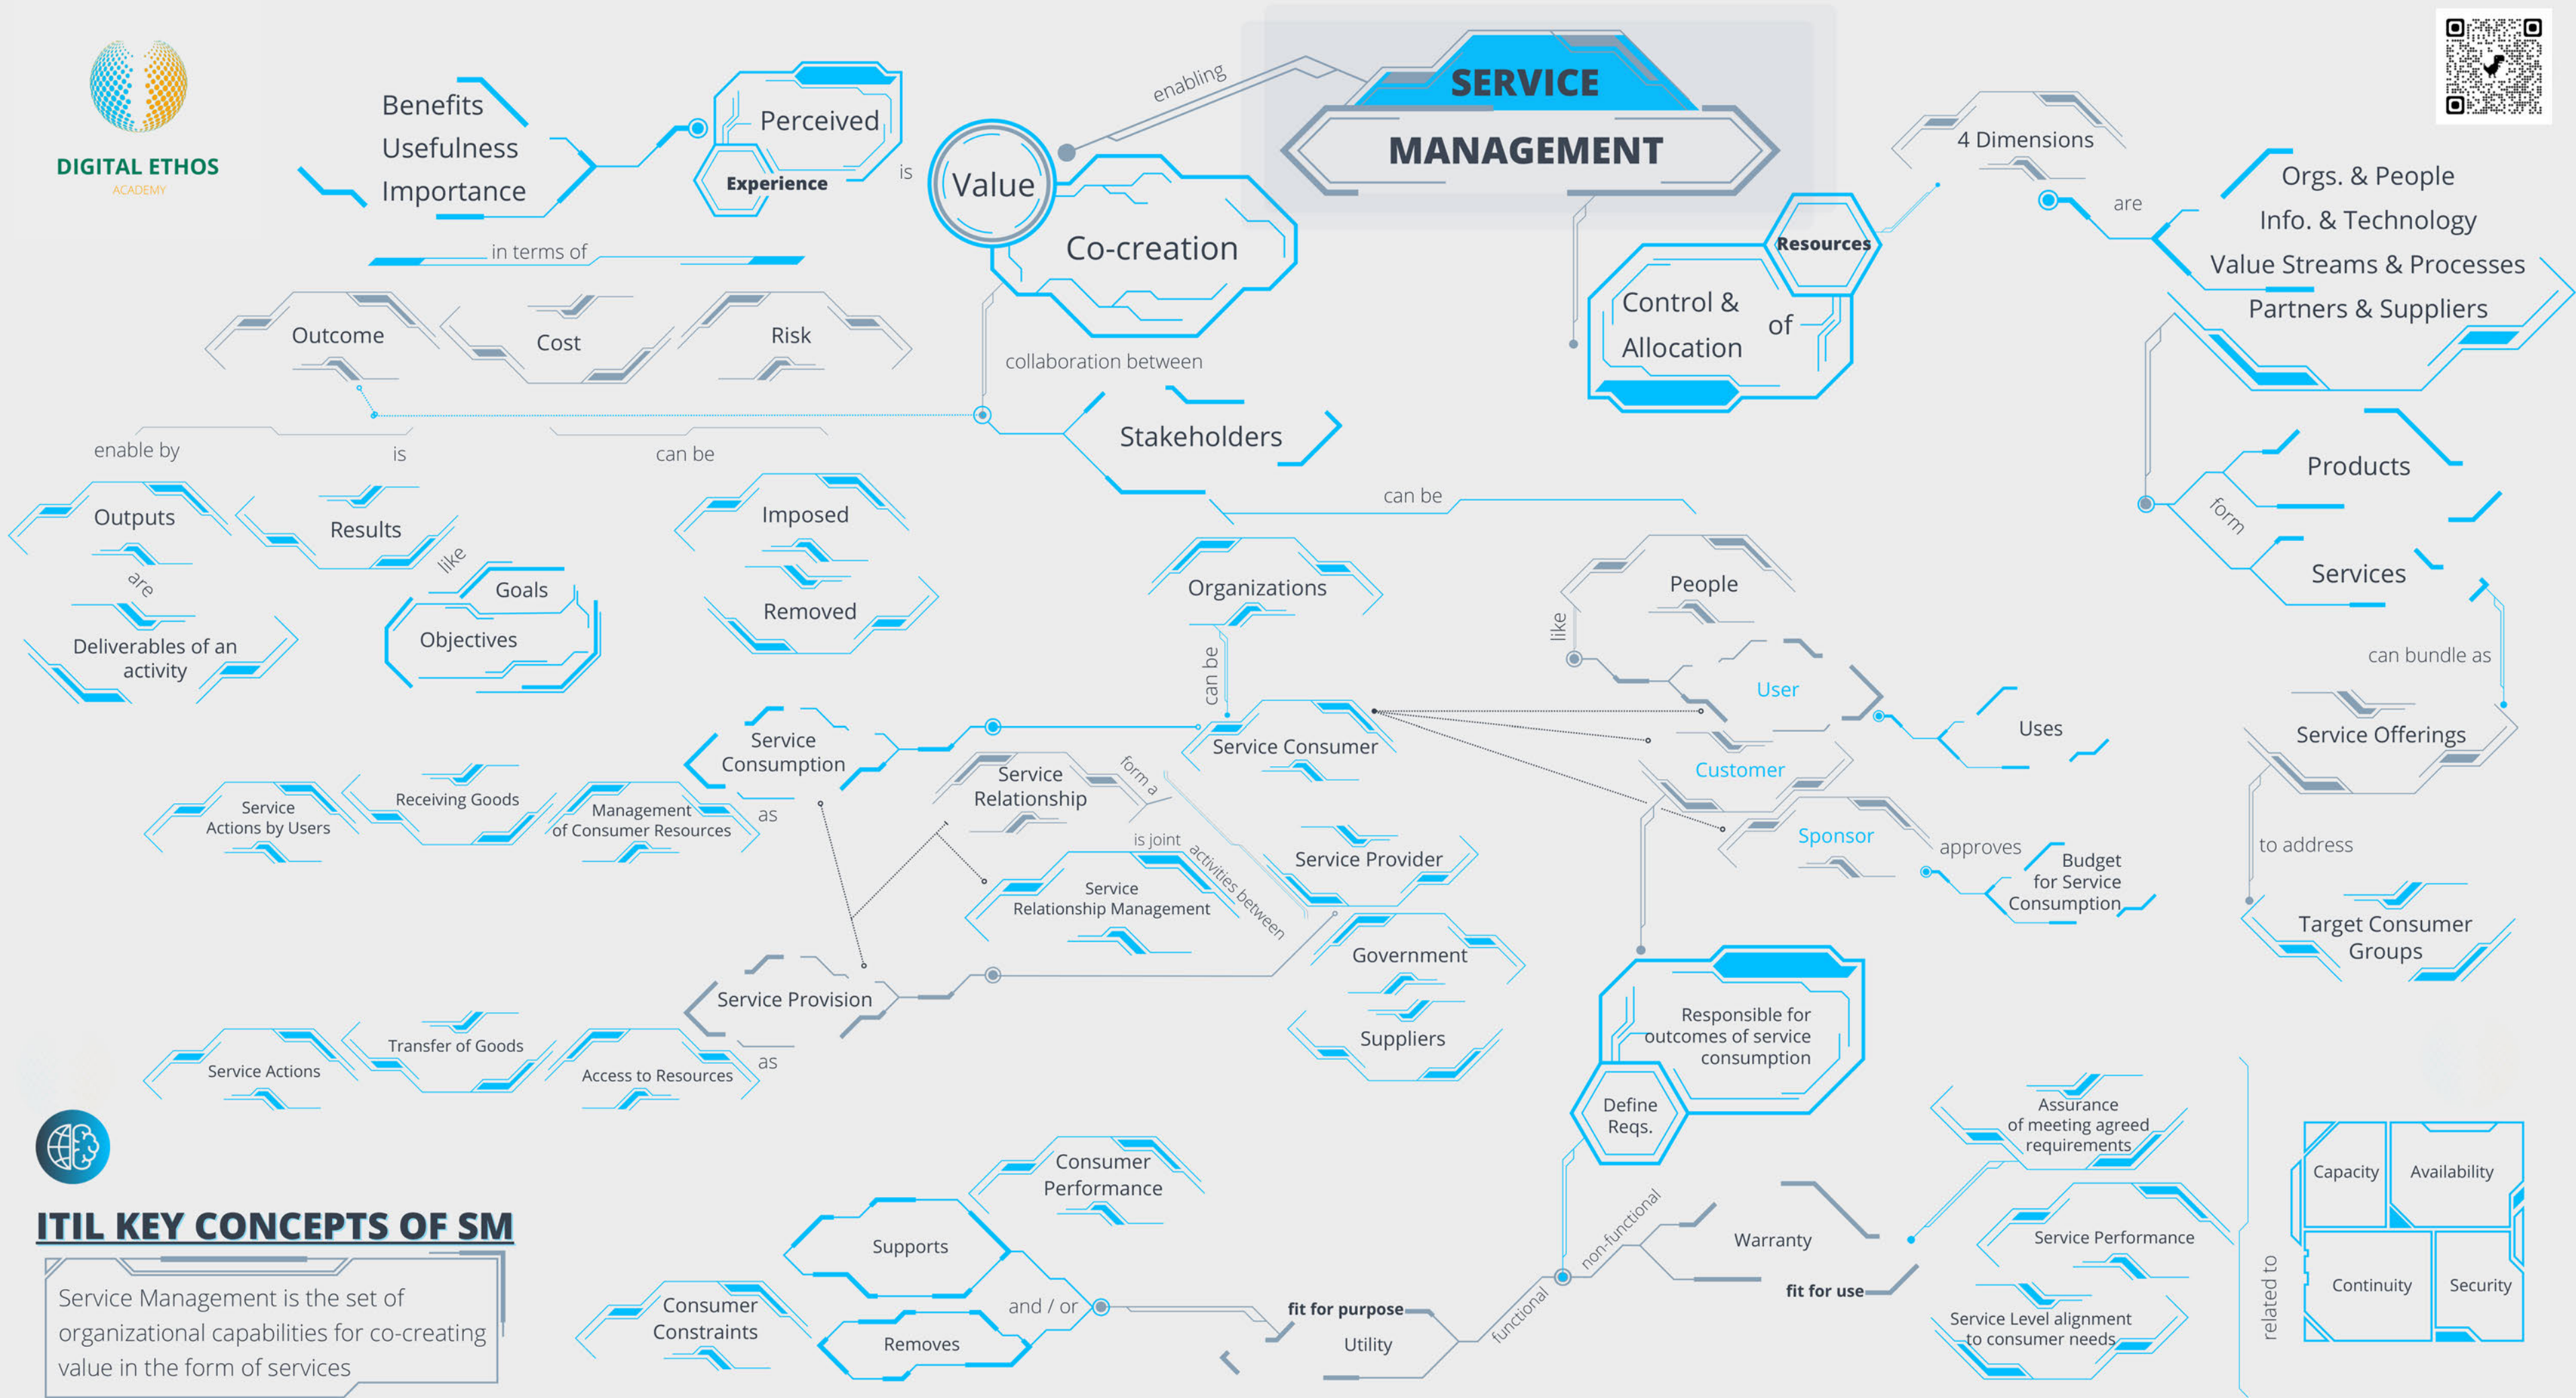 DIGITAL ETHOS
ACADEMY
SERVICE
MANAGEMENT
enabling
Value
Co-creation
is
Perceived
Experience
Benefits
Usefulness
Importance
in terms of
Outcome
Cost
Risk
enable by
is
can be
Outputs
are
Deliverables of an
activity
Results
like
Goals
Objectives
Imposed
Removed
collaboration between
Stakeholders
can be
Organizations
People
can be
like
Control &
Allocation
of
Resources
4 Dimensions
are
Orgs. & People
Info. & Technology
Value Streams & Processes
Partners & Suppliers
form
Products
Services
can bundle as
Service Offerings
to address
Target Consumer
Groups
User
Uses
Customer
Sponsor
approves
Budget
for Service
Consumption
Service Consumer
Service Provider
Government
Suppliers
Service
Consumption
as
Service
Actions by Users
Receiving Goods
Management
of Consumer Resources
Service
Relationship
form a
is joint
activities between
Service
Relationship Management
Service Provision
as
Service Actions
Transfer of Goods
Access to Resources
Responsible for
outcomes of service
consumption
Define
Reqs.
non-functional
functional
Warranty
fit for use
fit for purpose
Utility
and / or
Supports
Removes
Consumer
Performance
Consumer
Constraints
Assurance
of meeting agreed
requirements
Service Performance
Service Level alignment
to consumer needs
related to
Capacity
Availability
Continuity
Security
ITIL KEY CONCEPTS OF SM
Service Management is the set of
organizational capabilities for co-creating
value in the form of services